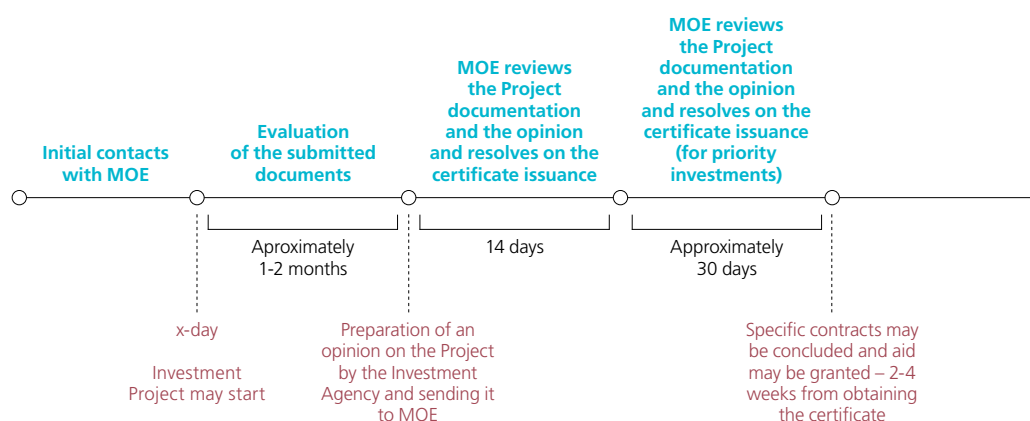 Initial contacts
with MOE
Evaluation
of the submitted
documents
MOE reviews
the Project
documentation
and the opinion
and resolves on the
certificate issuance
MOE reviews
the Project
documentation
and the opinion
and resolves on the
certificate issuance
(for priority
investments)
Aproximately
1-2 months
14 days
Approximately
30 days
x-day
Investment
Project may start
Preparation of an
opinion on the Project
by the Investment
Agency and sending it
to MOE
Specific contracts may
be concluded and aid
may be granted – 2-4
weeks from obtaining
the certificate